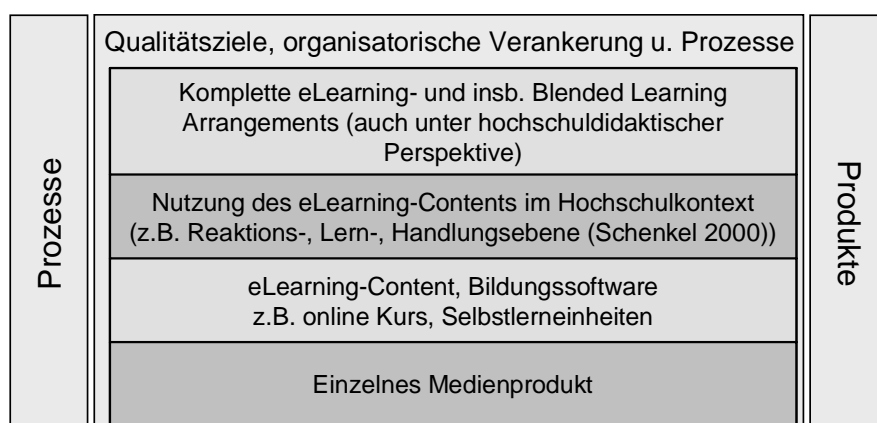 Prozesse
Qualitätsziele, organisatorische Verankerung u. Prozesse
Komplette eLearning- und insb. Blended Learning
Arrangements (auch unter hochschuldidaktischer
Perspektive)
Nutzung des eLearning-Contents im Hochschulkontext
(z.B. Reaktions-, Lern-, Handlungsebene (Schenkel 2000))
eLearning-Content, Bildungssoftware
z.B. online Kurs, Selbstlerneinheiten
Einzelnes Medienprodukt
Produkte